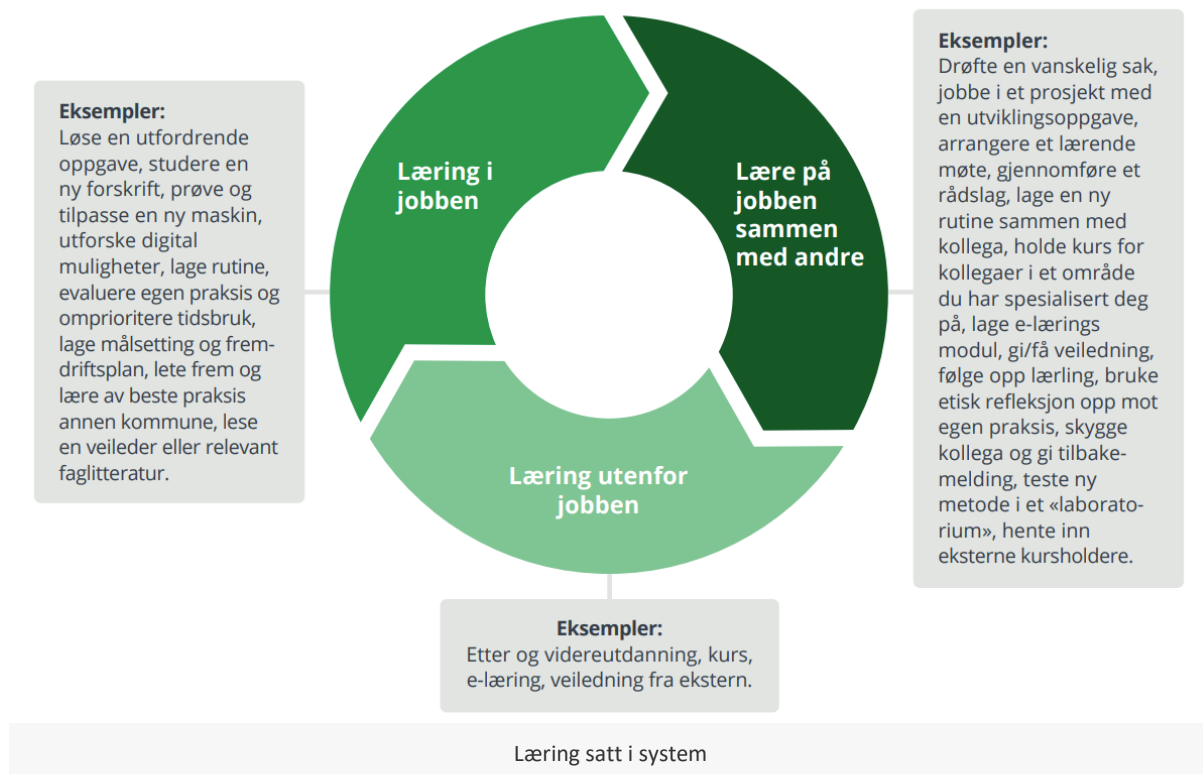 Eksempler:
Løse en utfordrende
oppgave, studere en
ny forskrift, prøve og
tilpasse en ny maskin,
utforske digital
muligheter, lage rutine,
evaluere egen praksis og
omprioritere tidsbruk,
lage målsetting og frem-
driftsplan, lete frem og
lære av beste praksis
annen kommune, lese
en veileder eller relevant
faglitteratur.
Læring i
jobben
Lære på
jobben
sammen
med andre
Eksempler:
Drøfte en vanskelig sak,
jobbe i et prosjekt med
en utviklingsoppgave,
arrangere et lærende
møte, gjennomføre et
rådslag, lage en ny
rutine sammen med
kollega, holde kurs for
kollegaer i et område
du har spesialisert deg
på, lage e-lærings
modul, gi/få veiledning,
følge opp lærling, bruke
etisk refleksjon opp mot
egen praksis, skygge
kollega og gi tilbake-
melding, teste ny
metode i et «laborato-
rium», hente inn
eksterne kursholdere.
Læring utenfor
jobben
Eksempler:
Etter og videreutdanning, kurs,
e-læring, veiledning fra ekstern.
Læring satt i system